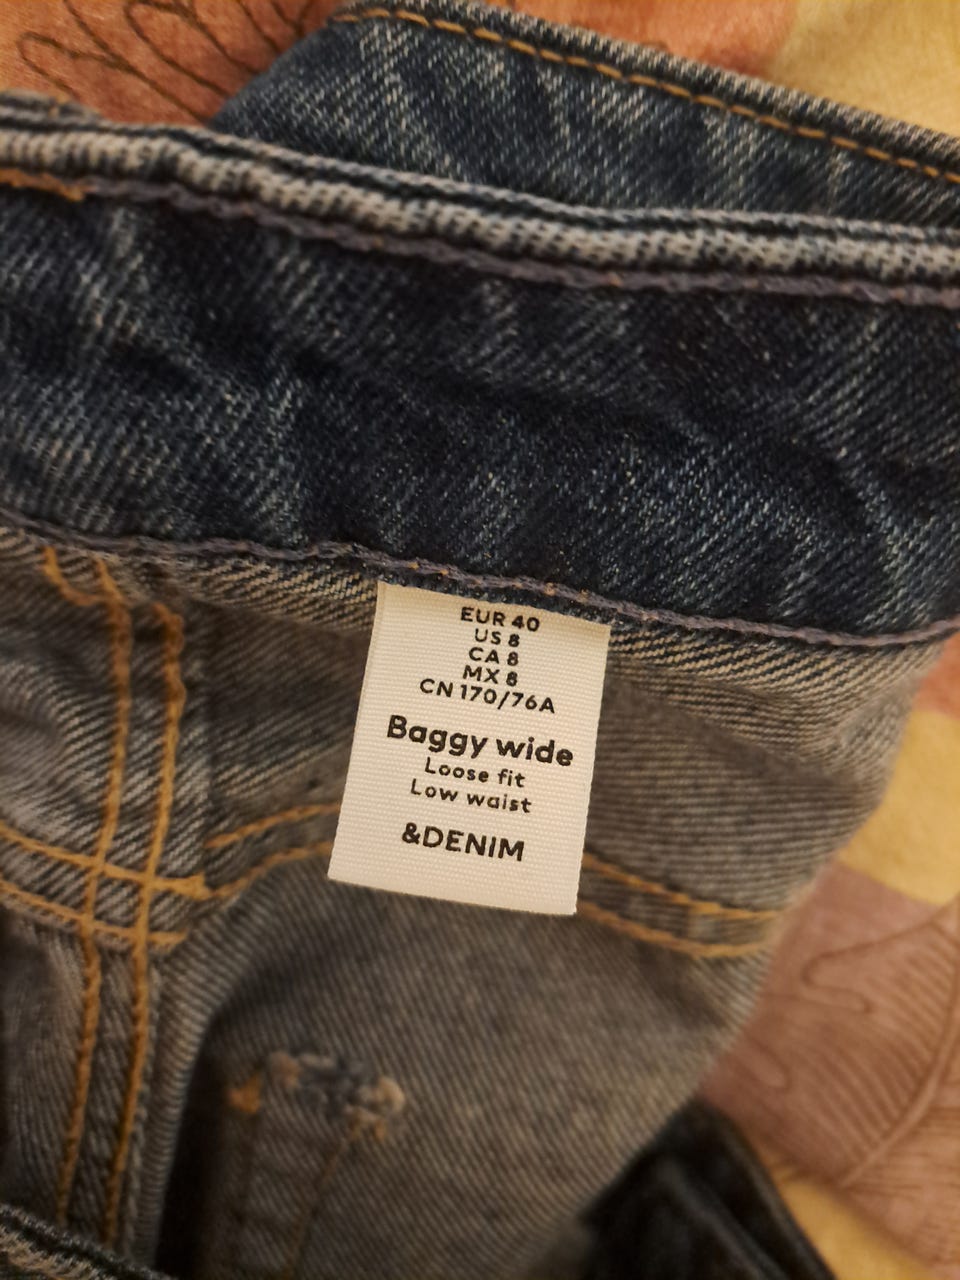 EUR 40
US 8
CA 8
MX 8
CN 170/76A
Baggy wide
Loose fit
Low waist
&DENIM